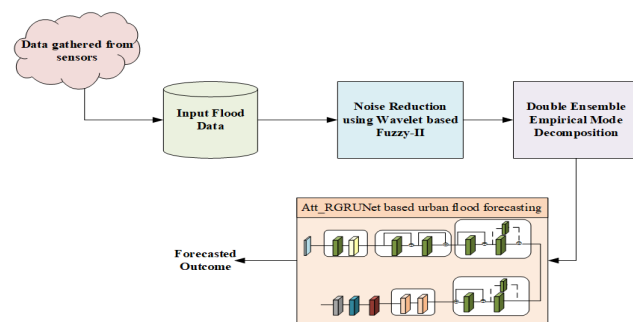 Data gathered from
sensors
Input Flood
Data
Noise Reduction
using Wavelet based
Fuzzy-II
Double Ensemble
Empirical Mode
Decomposition
Att_RGRUNet based urban flood forecasting
Forecasted
Outcome